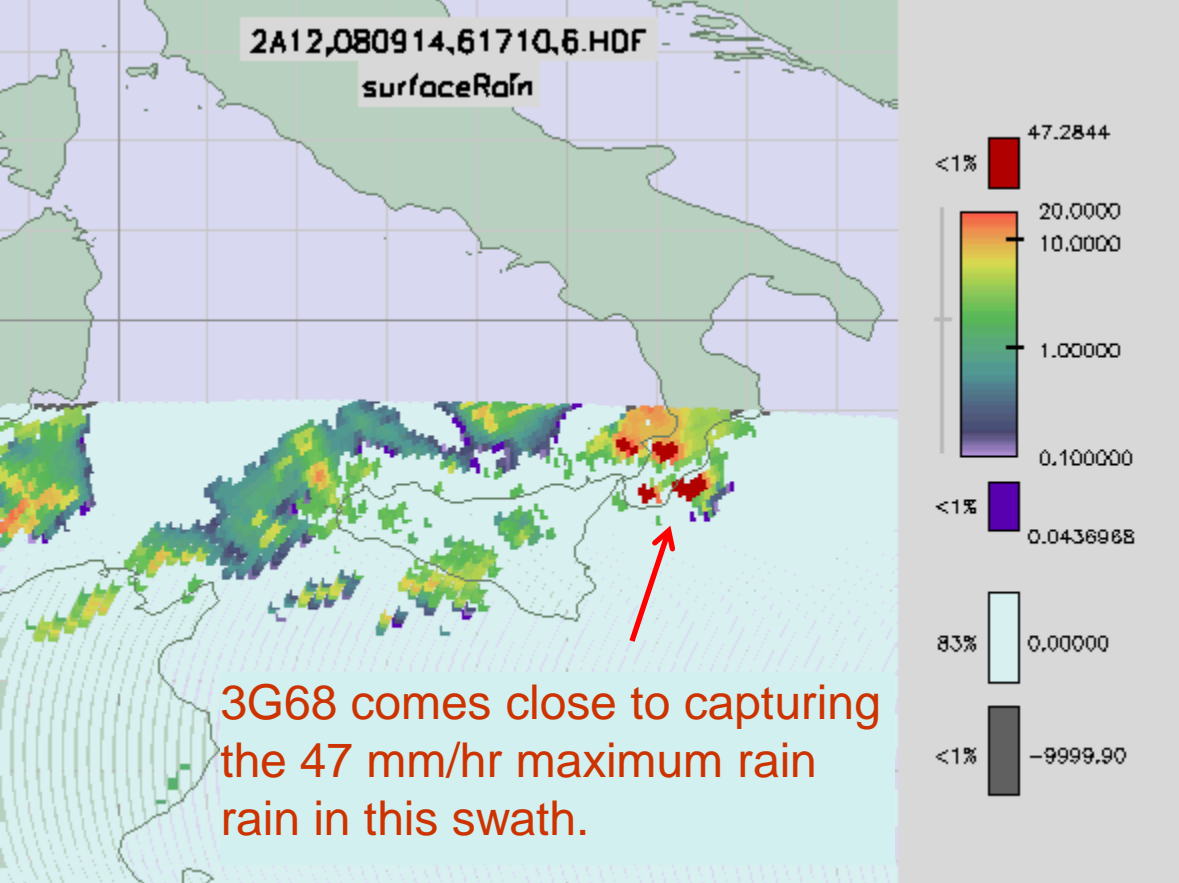 2A12,080914,61710,6.HDF
surfaceRain
<1% 47.2844
20.0000
10.0000
1.00000
0.100000
<1% 0.0436968
83% 0.00000
<1% -9999.90
3G68 comes close to capturing
the 47 mm/hr maximum rain
rain in this swath.